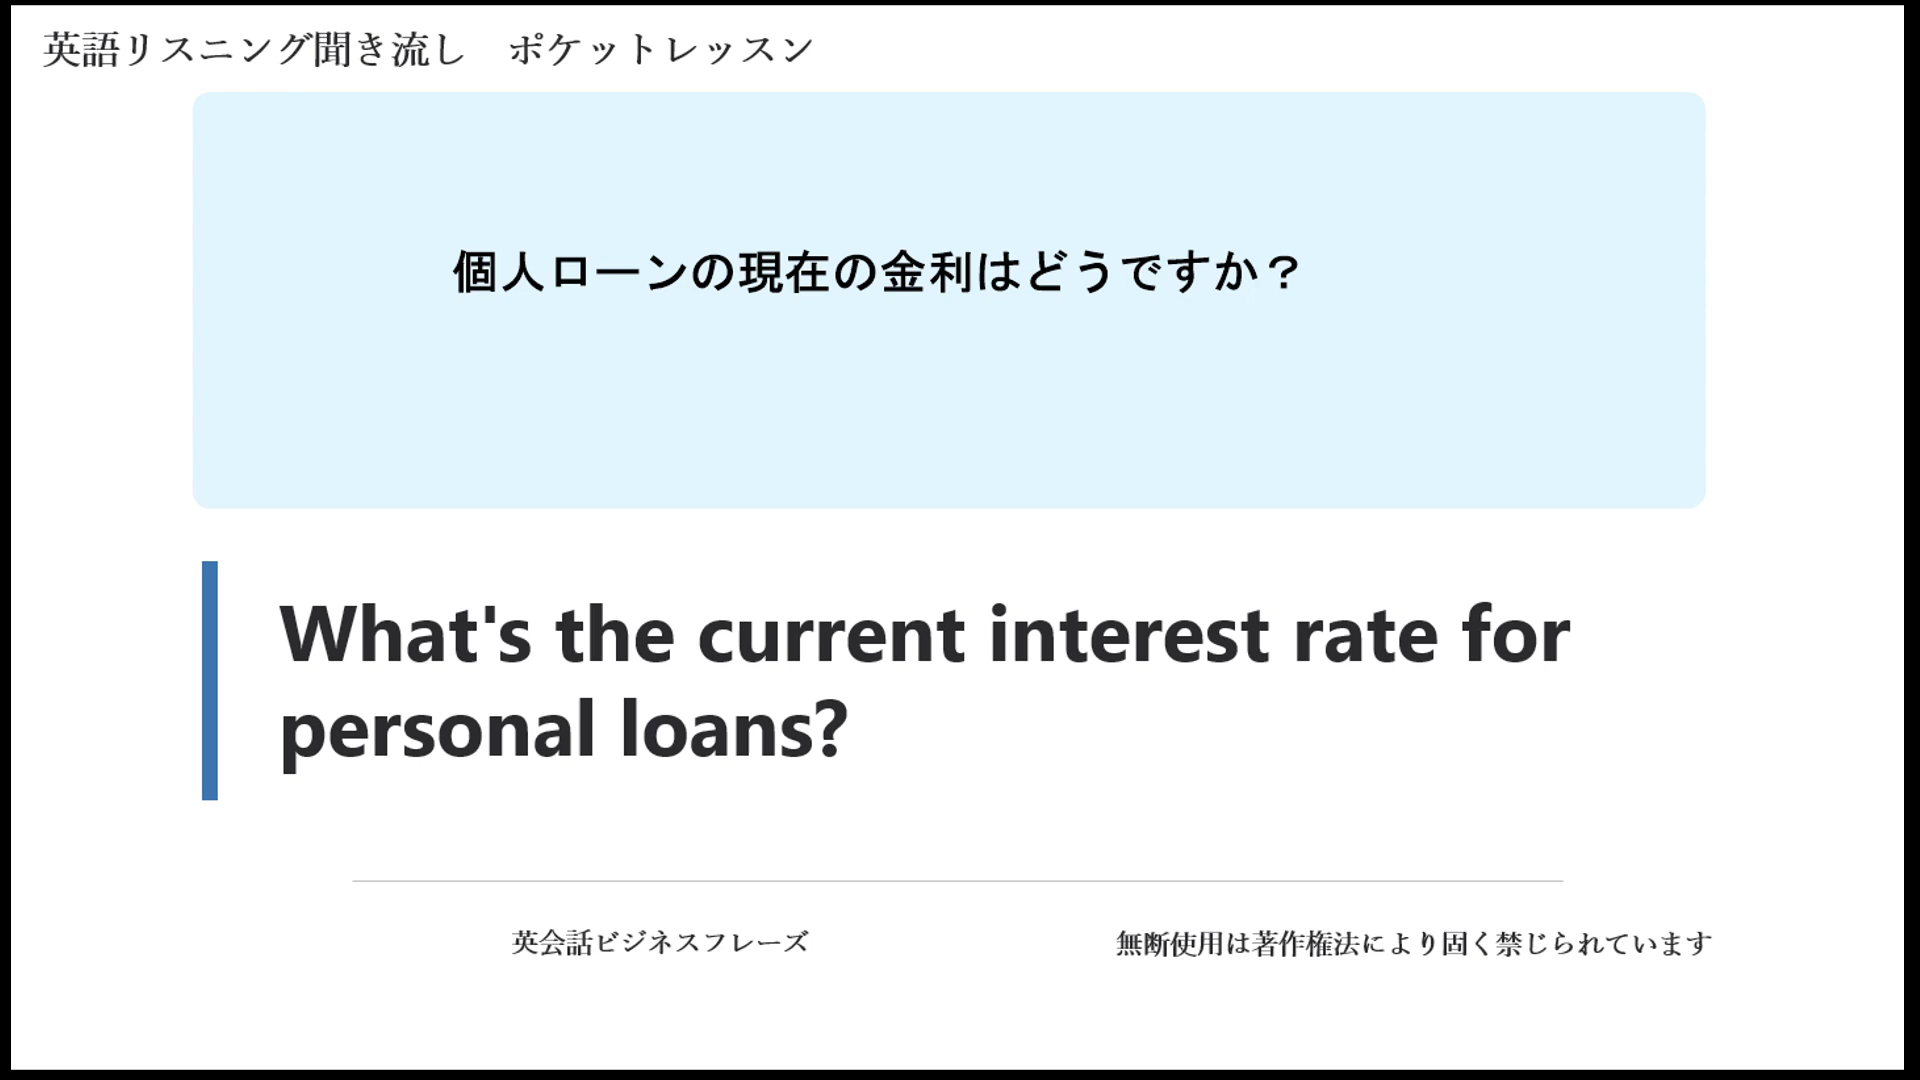 英語リスニング聞き流し　ポケットレッスン
個人ローンの現在の金利はどうですか？
What's the current interest rate for
personal loans?
英会話ビジネスフレーズ
無断使用は著作権法により固く禁じられています